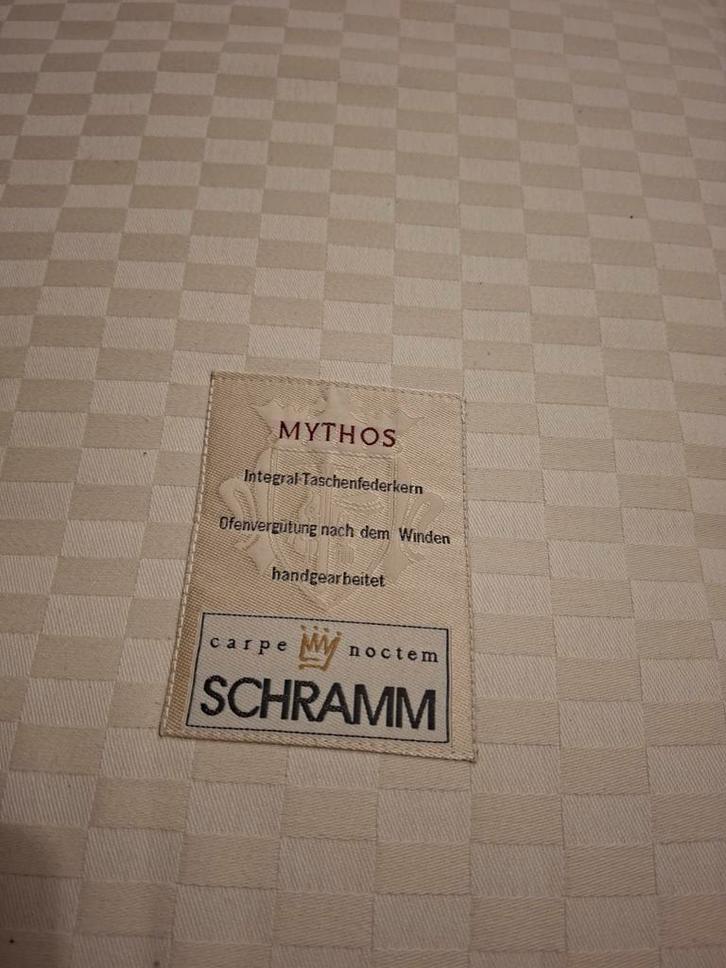 MYTHOS
Integral-Taschenfederkern
Ofenvergütung nach dem Winden
handgearbeitet
carpe noctem
SCHRAMM